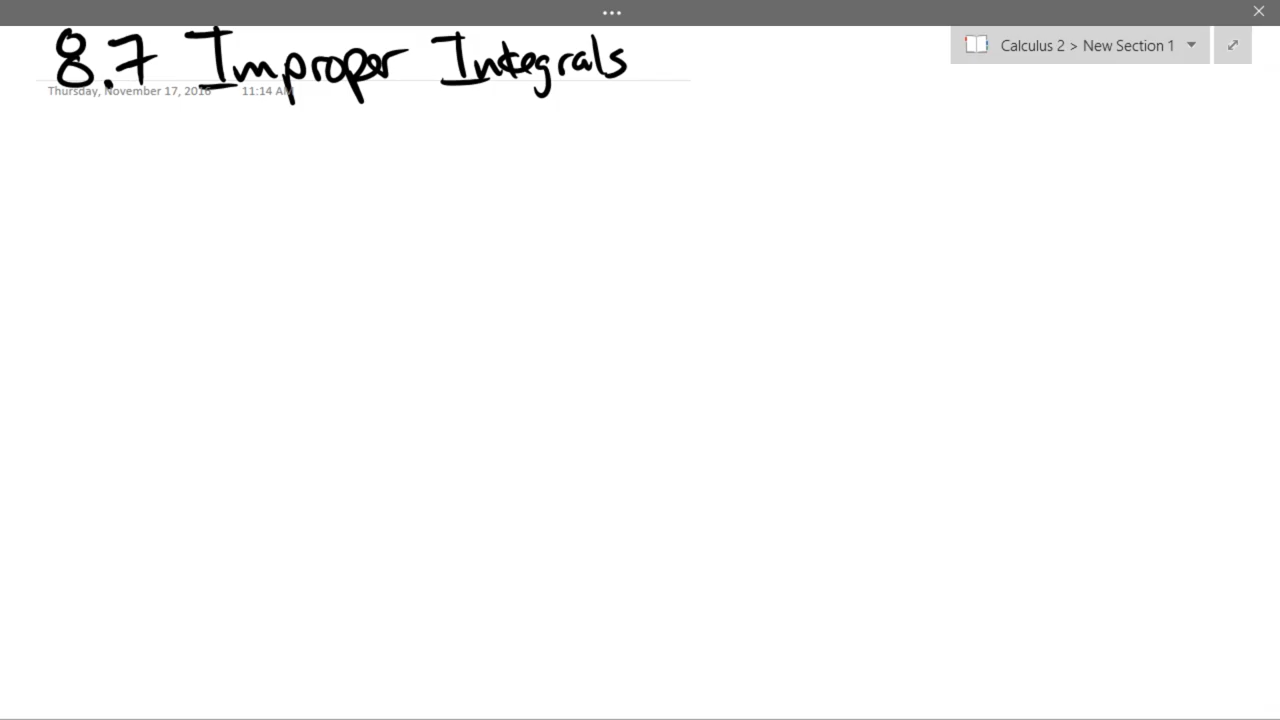 8.7 Improper Integrals
Thursday, November 17, 2016 11:14 AM
Calculus 2 > New Section 1